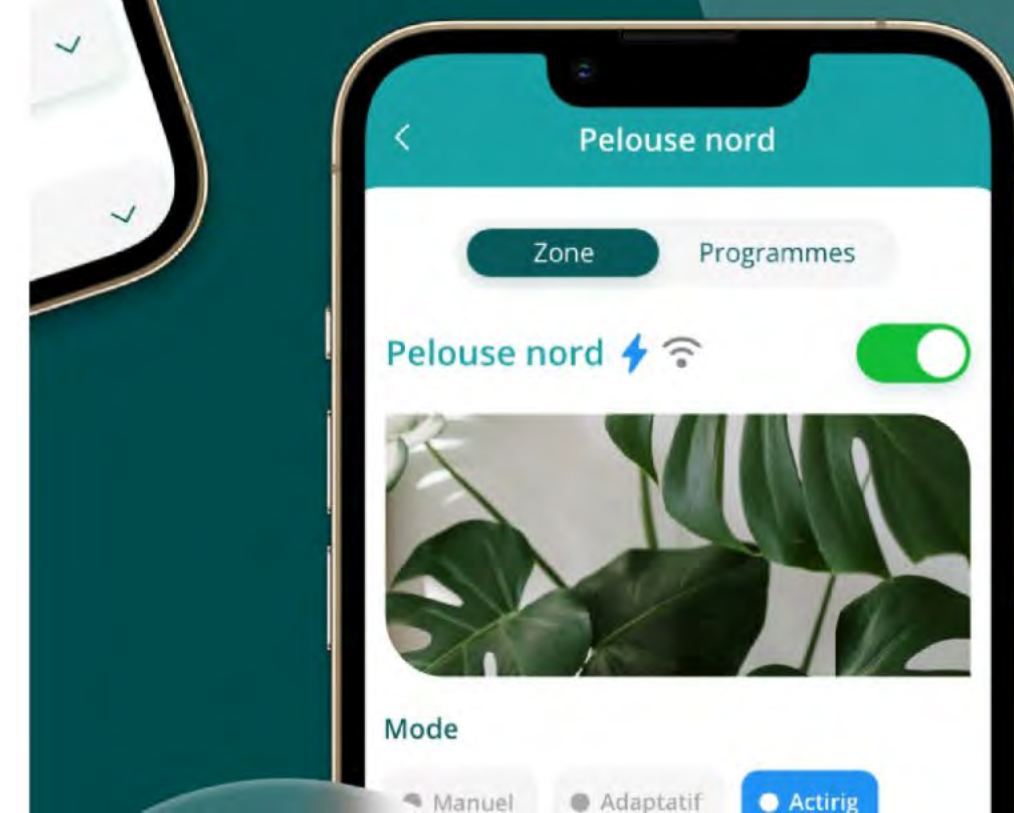 Pelouse nord
Zone Programmes
Pelouse nord
Mode
Manuel Adaptatif Actirig